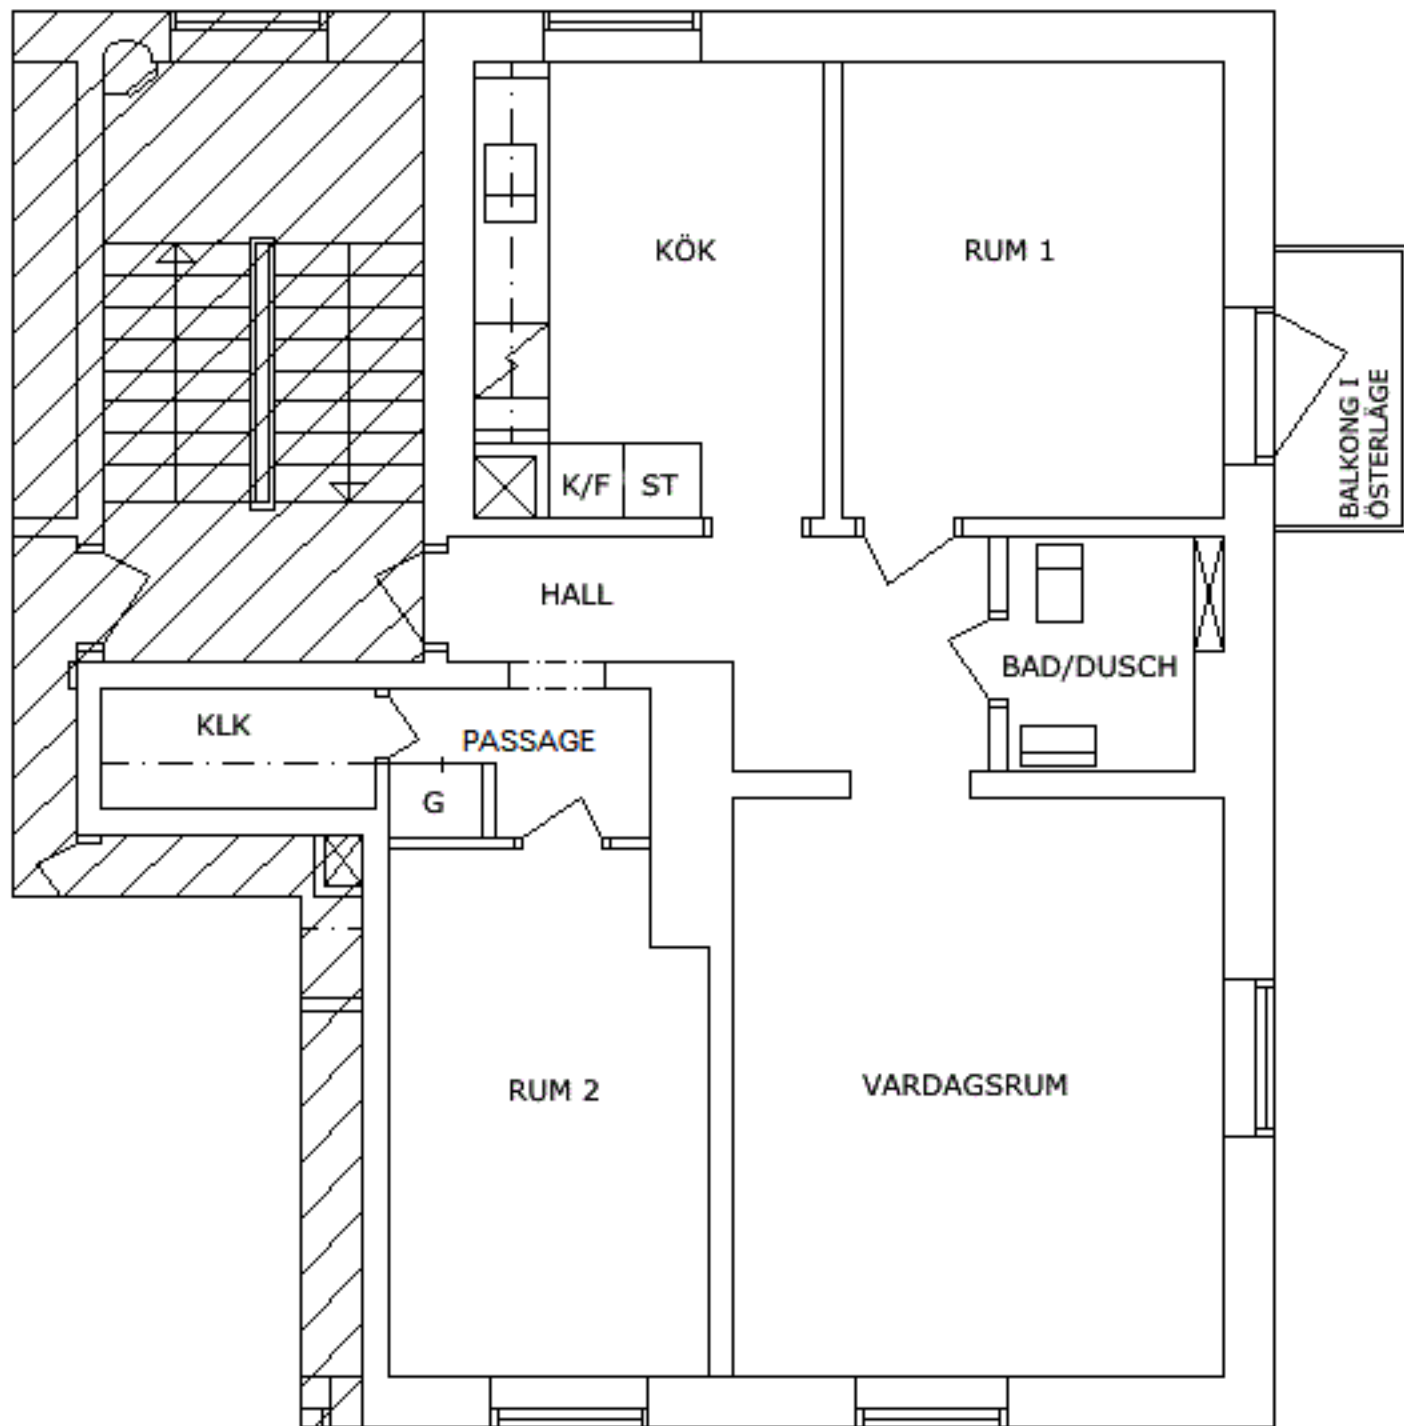 KÖK
RUM 1
BALKONG I
ÖSTERLÄGE
K/F
ST
HALL
BAD/DUSCH
KLK
PASSAGE
G
RUM 2
VARDAGSRUM